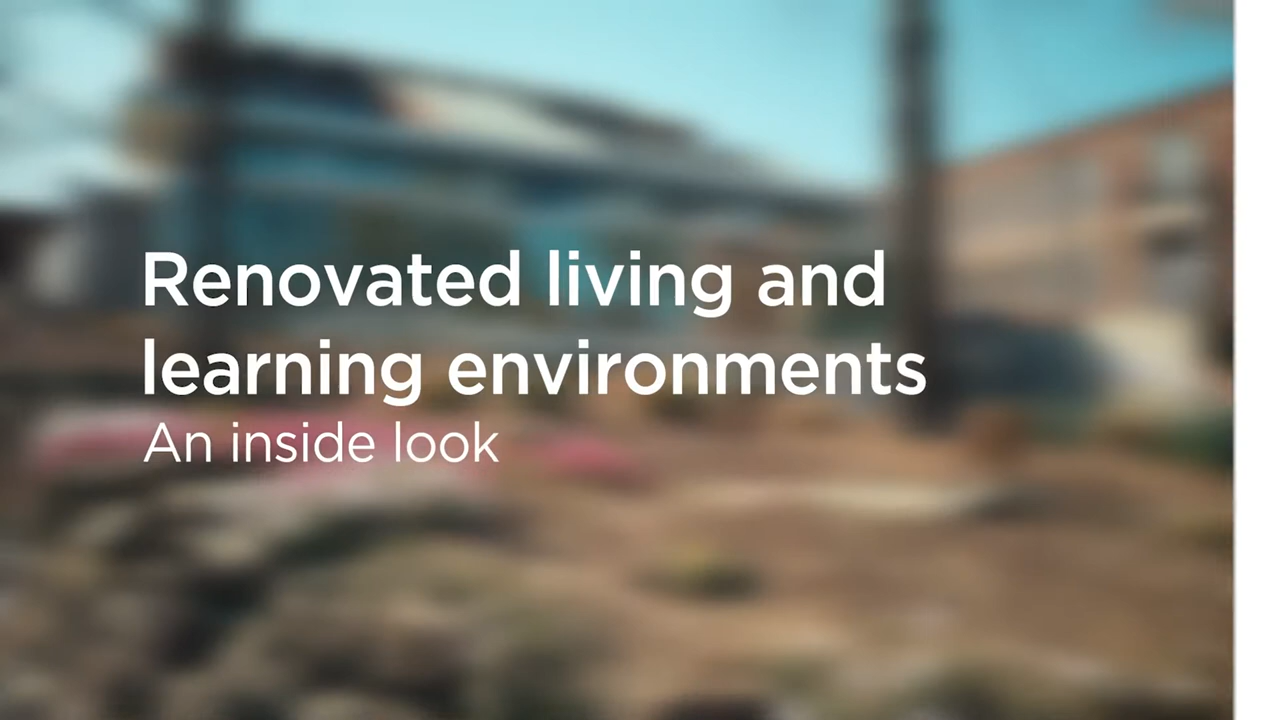 Renovated living and
learning environments
An inside look